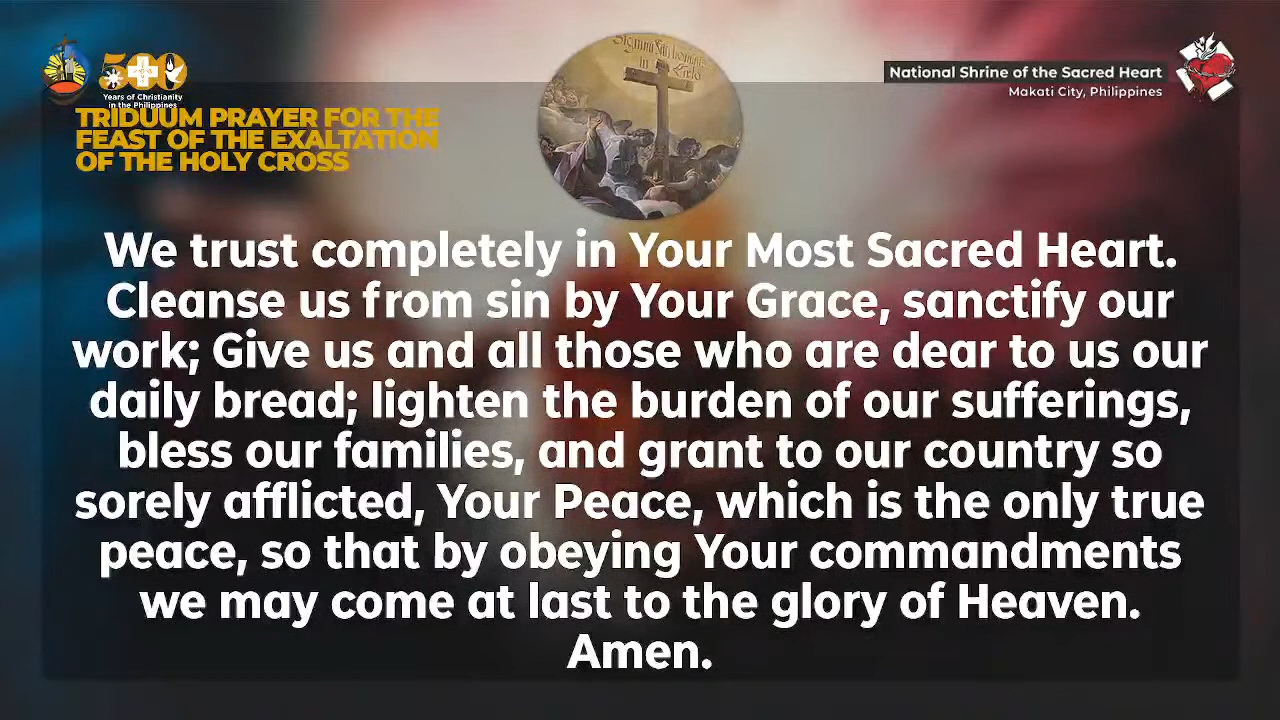 500
Years of Christianity
in the Philippines
TRIDUUM PRAYER FOR THE
FEAST OF THE EXALTATION
OF THE HOLY CROSS
in
National Shrine of the Sacred Heart
Makati City, Philippines
We trust completely in Your Most Sacred Heart.
Cleanse us from sin by Your Grace, sanctify our
work; Give us and all those who are dear to us our
daily bread; lighten the burden of our sufferings,
bless our families, and grant to our country so
sorely afflicted, Your Peace, which is the only true
peace, so that by obeying Your commandments
we may come at last to the glory of Heaven.
Amen.